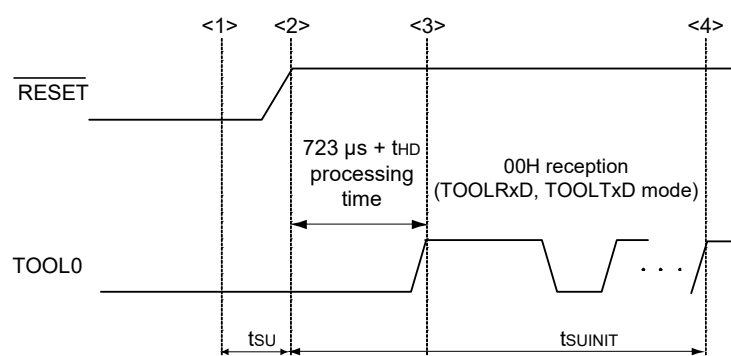 <1> <2> <3> <4>
RESET
723 µs + tHD
processing
time
00H reception
(TOOLRxD, TOOLTxD mode)
TOOL0
. . .
tSU tSUINIT